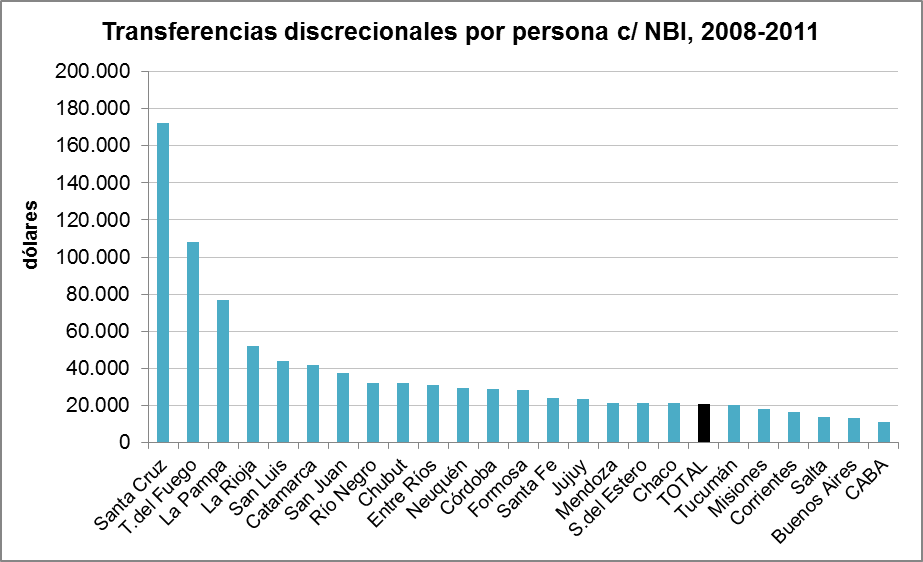 Transferencias discrecionales por persona c/ NBI, 2008-2011
200.000
180.000
160.000
140.000
120.000
100.000
80.000
60.000
40.000
20.000
0
dólares
Santa Cruz
T.del Fuego
La Pampa
La Rioja
San Luis
Catamarca
San Juan
Río Negro
Chubut
Entre Ríos
Neuquén
Córdoba
Formosa
Santa Fe
Jujuy
Mendoza
S.del Estero
Chaco
TOTAL
Tucumán
Misiones
Corrientes
Salta
Buenos Aires
CABA